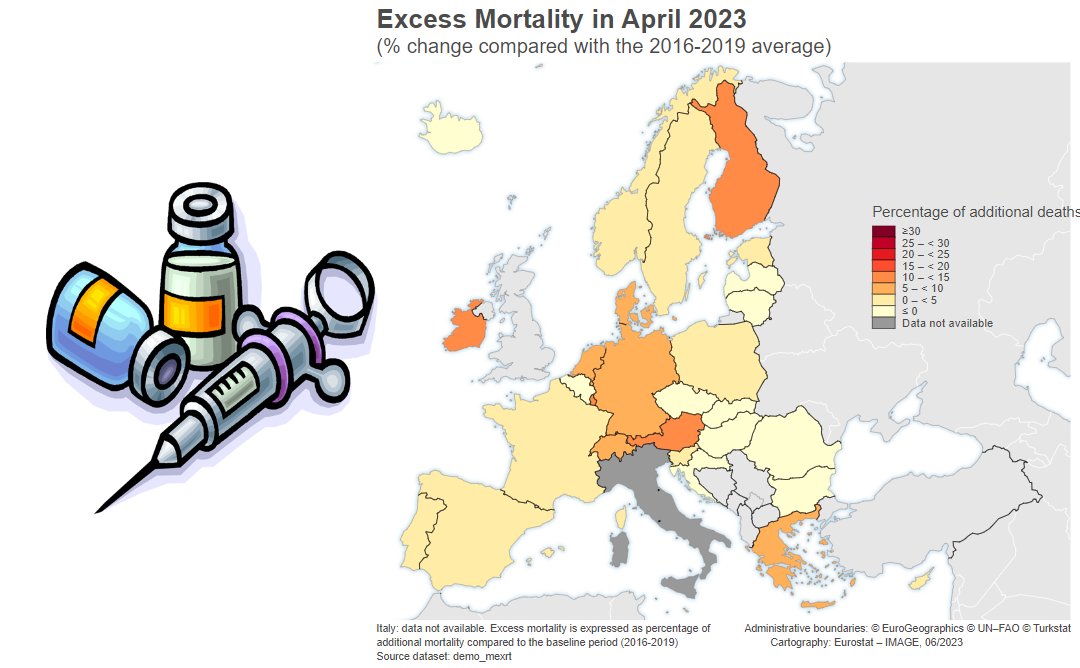 Excess Mortality in April 2023
(% change compared with the 2016-2019 average)
Percentage of additional deaths
≥30
25 – < 30
20 – < 25
15 – < 20
10 – < 15
5 – < 10
0 – < 5
≤ 0
Data not available
Italy: data not available. Excess mortality is expressed as percentage of
additional mortality compared to the baseline period (2016-2019)
Source dataset: demo_mexrt
Administrative boundaries: © EuroGeographics © UN–FAO © Turkstat
Cartography: Eurostat – IMAGE, 06/2023